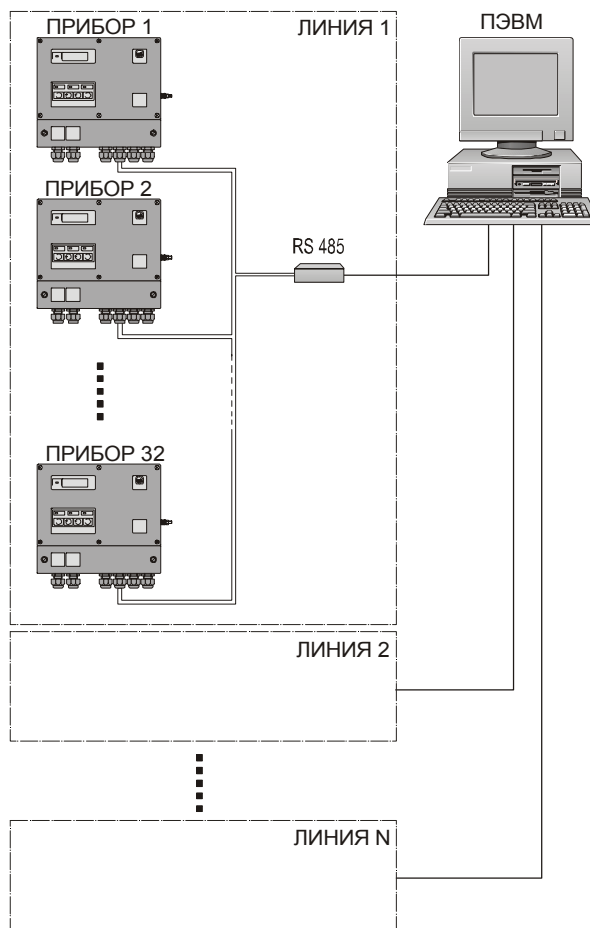 ПРИБОР 1
ЛИНИЯ 1
ПЭВМ
ПРИБОР 2
RS 485
ПРИБОР 32
ЛИНИЯ 2
ЛИНИЯ N